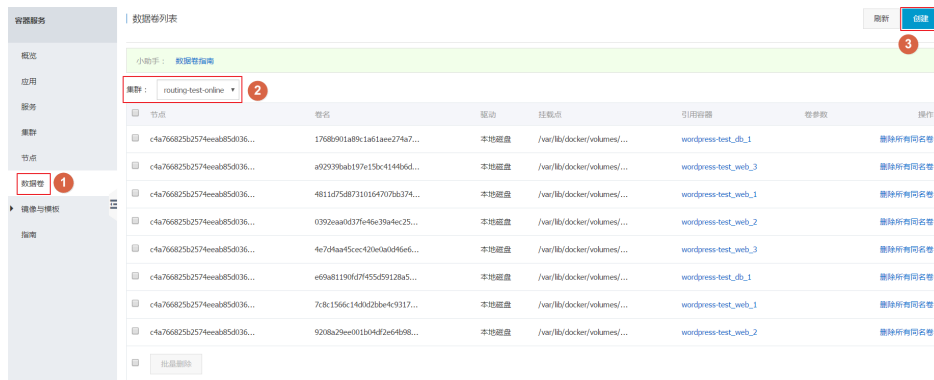 容器服务
数据卷列表
刷新
创建
3
概览
小助手： 数据卷指南
应用
集群： routing-test-online
2
服务
节点 卷名 驱动 挂载点 引用容器 卷参数 操作
集群
c4a766825b2574eeab85d036... 1768b901a89c1a61aee274a7... 本地磁盘 /var/lib/docker/volumes/... wordpress-test_db_1 删除所有同名卷
节点
c4a766825b2574eeab85d036... a92939bab197e15bc4144b6d... 本地磁盘 /var/lib/docker/volumes/... wordpress-test_web_3 删除所有同名卷
数据卷
1
c4a766825b2574eeab85d036... 4811d75d87310164707bb374... 本地磁盘 /var/lib/docker/volumes/... wordpress-test_web_1 删除所有同名卷
镜像与模板
c4a766825b2574eeab85d036... 0392eaa0d37fe46e39a4ec25... 本地磁盘 /var/lib/docker/volumes/... wordpress-test_web_2 删除所有同名卷
指南
c4a766825b2574eeab85d036... 4e7d4aa45cec420e0a0d46e6... 本地磁盘 /var/lib/docker/volumes/... wordpress-test_web_3 删除所有同名卷
c4a766825b2574eeab85d036... e69a81190fd7f455d59128a5... 本地磁盘 /var/lib/docker/volumes/... wordpress-test_db_1 删除所有同名卷
c4a766825b2574eeab85d036... 7c8c1566c14d0d2bbe4c9317... 本地磁盘 /var/lib/docker/volumes/... wordpress-test_web_1 删除所有同名卷
c4a766825b2574eeab85d036... 9208a29ee001b04df2e64b98... 本地磁盘 /var/lib/docker/volumes/... wordpress-test_web_2 删除所有同名卷
批量删除